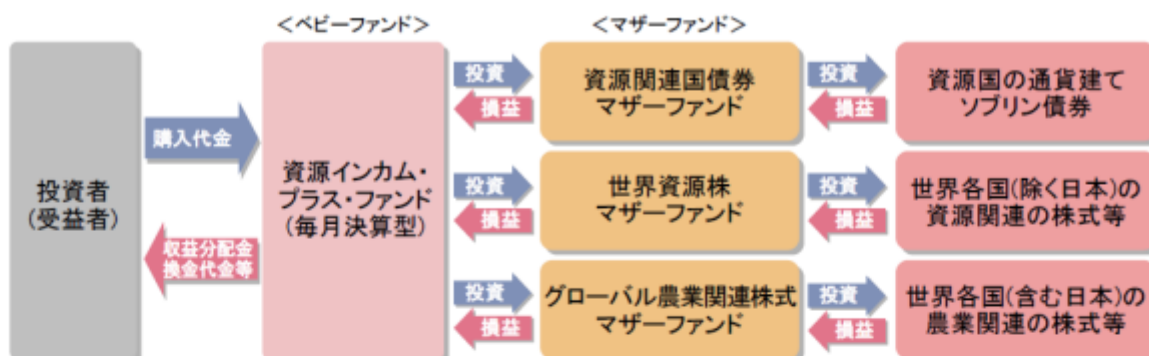 ＜ベビーファンド＞
＜マザーファンド＞
投資者
(受益者)
購入代金
収益分配金
換金代金等
資源インカム・
プラス・ファンド
(毎月決算型)
投資
損益
資源関連国債券
マザーファンド
投資
損益
資源国の通貨建て
ソブリン債券
投資
損益
世界資源株
マザーファンド
投資
損益
世界各国(除く日本)の
資源関連の株式等
投資
損益
グローバル農業関連株式
マザーファンド
投資
損益
世界各国(含む日本)の
農業関連の株式等